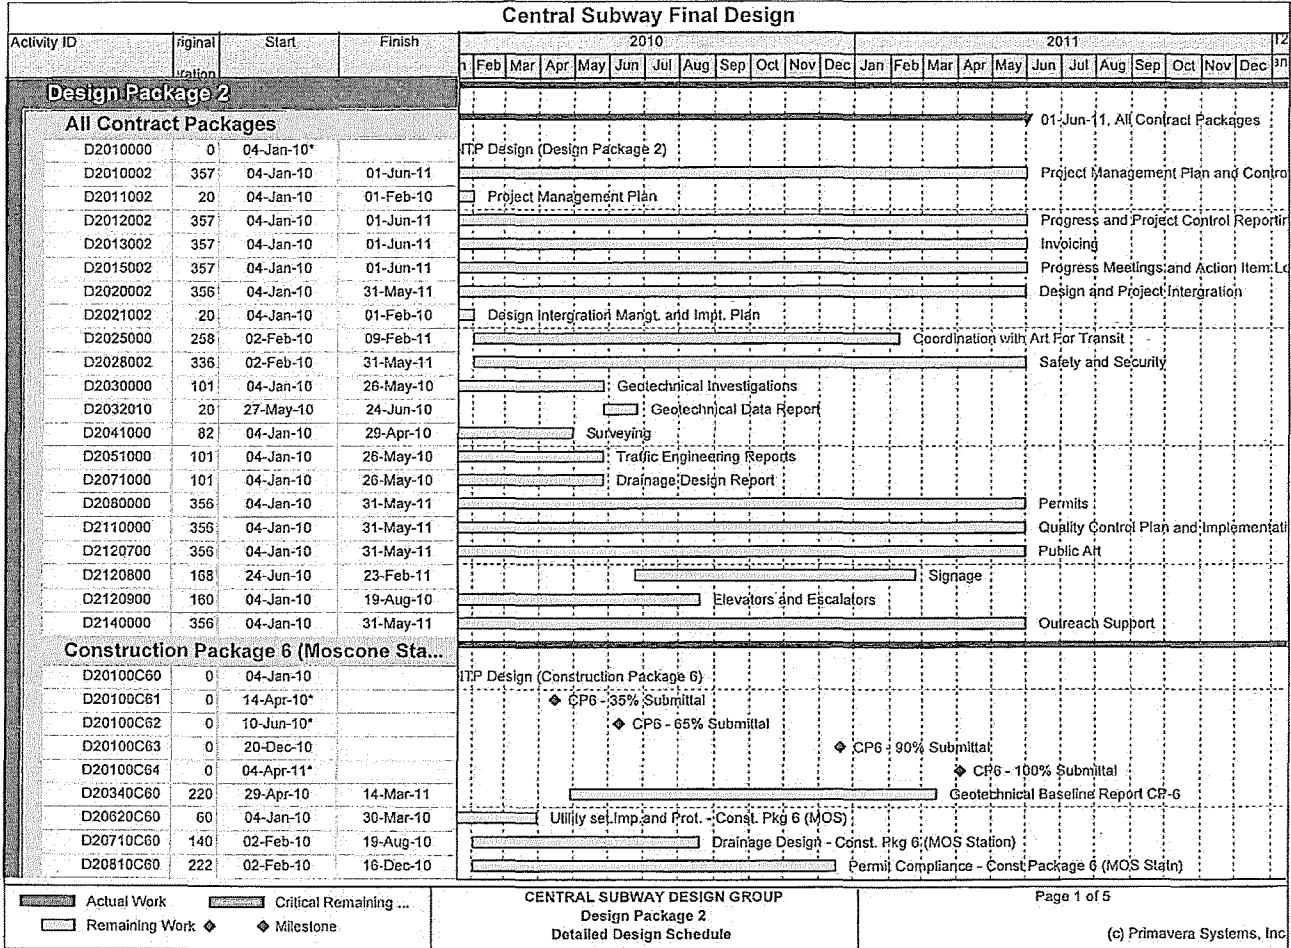 Central Subway Final Design
Activity ID riginal Start Finish 2010 2011 12
uration n Feb Mar Apr May Jun Jul Aug Sep Oct Nov Dec Jan Feb Mar Apr May Jun Jul Aug Sep Oct Nov Dec an
Design Package 2
All Contract Packages 01-Jun-11, All Contract Packages
D2010000 0 04-Jan-10* ITP Design (Design Package 2)
D2010002 357 04-Jan-10 01-Jun-11 Project Management Plan and Contro
D2011002 20 04-Jan-10 01-Feb-10 Project Management Plan
D2012002 357 04-Jan-10 01-Jun-11 Progress and Project Control Reportin
D2013002 357 04-Jan-10 01-Jun-11 Invoicing
D2015002 357 04-Jan-10 01-Jun-11 Progress Meetings and Action Item Lo
D2020002 356 04-Jan-10 31-May-11 Design and Project Intergration
D2021002 20 04-Jan-10 01-Feb-10 Design Intergration Mangt. and Impt. Plan
D2025000 258 02-Feb-10 09-Feb-11 Coordination with Art For Transit
D2028002 336 02-Feb-10 31-May-11 Safety and Security
D2030000 101 04-Jan-10 26-May-10 Geotechnical Investigations
D2032010 20 27-May-10 24-Jun-10 Geotechnical Data Report
D2041000 82 04-Jan-10 29-Apr-10 Surveying
D2051000 101 04-Jan-10 26-May-10 Traffic Engineering Reports
D2071000 101 04-Jan-10 26-May-10 Drainage Design Report
D2080000 356 04-Jan-10 31-May-11 Permits
D2110000 356 04-Jan-10 31-May-11 Quality Control Plan and Implementati
D2120700 356 04-Jan-10 31-May-11 Public Art
D2120800 168 24-Jun-10 23-Feb-11 Signage
D2120900 160 04-Jan-10 19-Aug-10 Elevators and Escalators
D2140000 356 04-Jan-10 31-May-11 Outreach Support
Construction Package 6 (Moscone Sta...
D20100C60 0 04-Jan-10 ITP Design (Construction Package 6)
D20100C61 0 14-Apr-10* CP6 - 35% Submittal
D20100C62 0 10-Jun-10* CP6 - 65% Submittal
D20100C63 0 20-Dec-10 CP6 - 90% Submittal
D20100C64 0 04-Apr-11* CP6 - 100% Submittal
D20340C60 220 29-Apr-10 14-Mar-11 Geotechnical Baseline Report CP-6
D20620C60 60 04-Jan-10 30-Mar-10 Utility set.Imp.and Prot. - Const. Pkg 6 (MOS)
D20710C60 140 02-Feb-10 19-Aug-10 Drainage Design - Const. Pkg 6 (MOS Station)
D20810C60 222 02-Feb-10 16-Dec-10 Permit Compliance - Const Package 6 (MOS Statn)
Actual Work Critical Remaining ...
Remaining Work Milestone
CENTRAL SUBWAY DESIGN GROUP
Design Package 2
Detailed Design Schedule
Page 1 of 5
(c) Primavera Systems, Inc